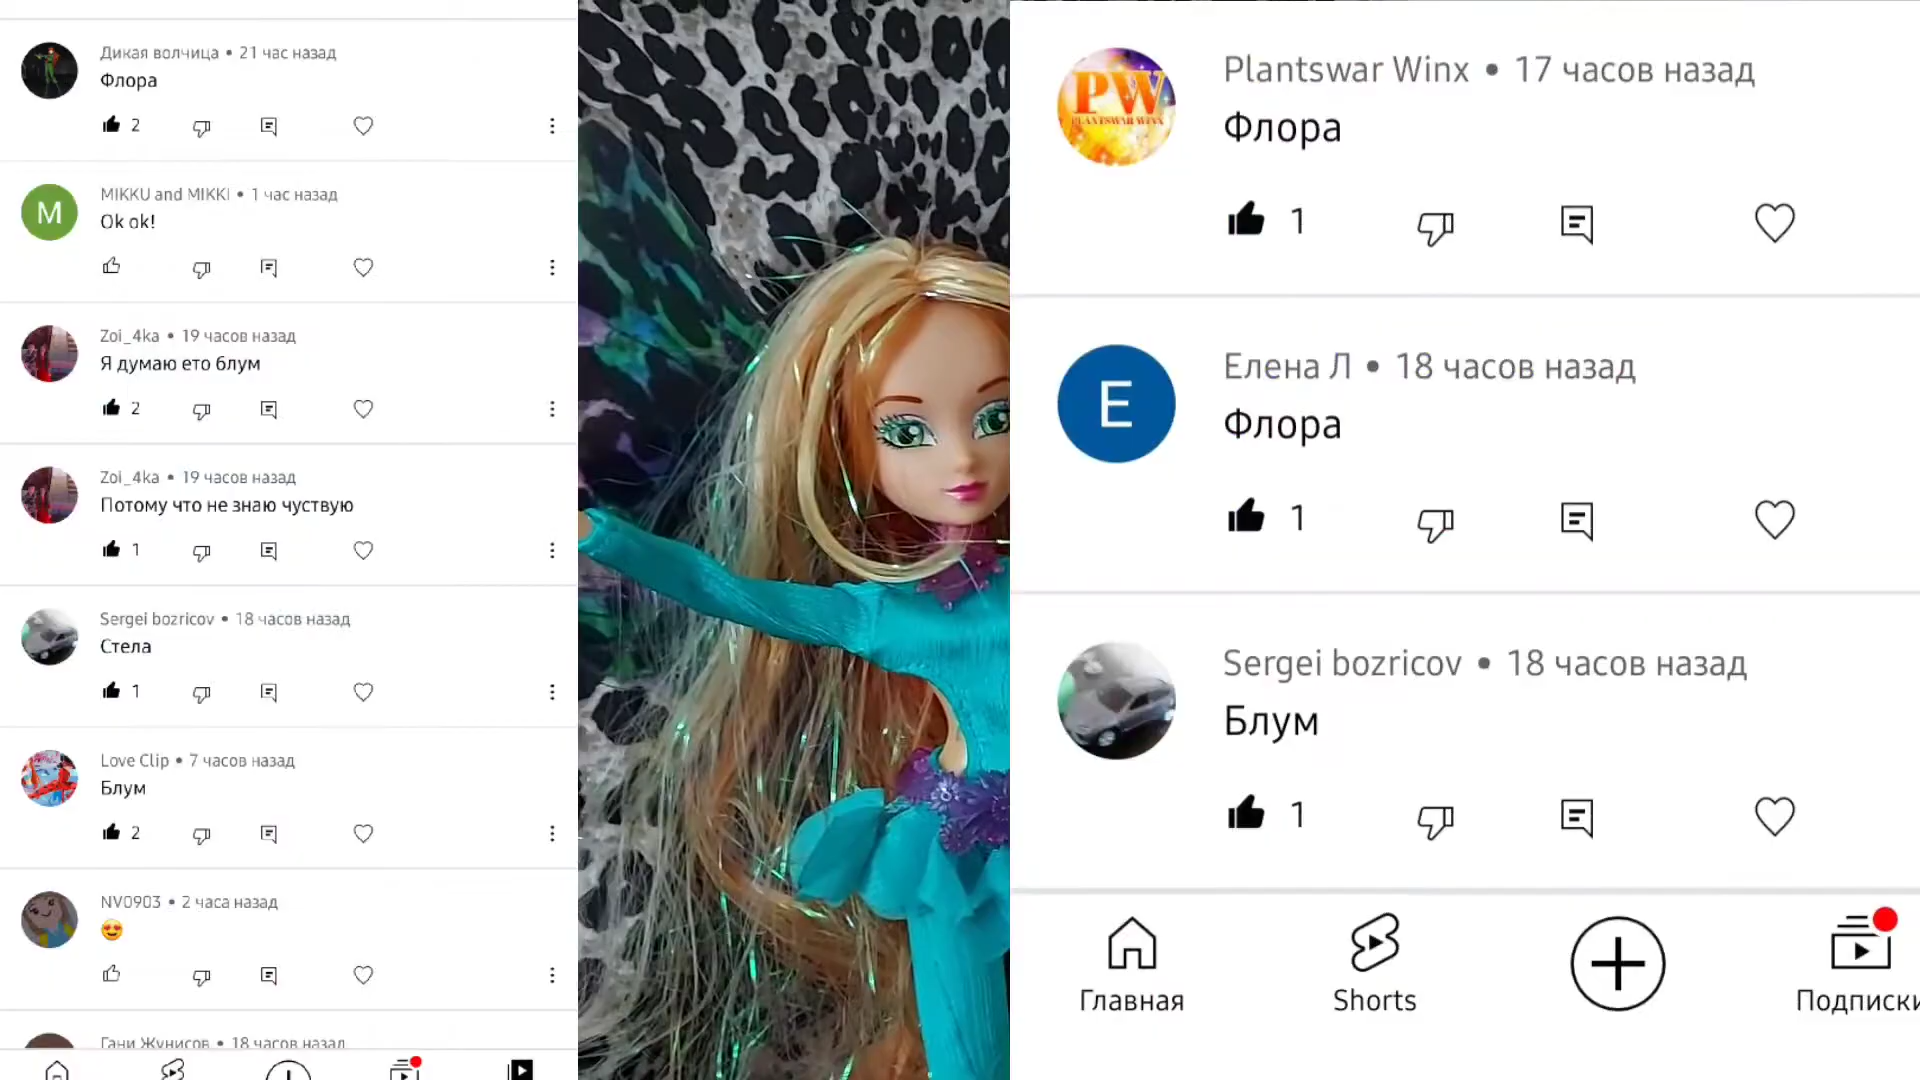 Дикая волчица • 21 час назад
Флора
2
M
MIKKU and MIKKI • 1 час назад
Ok ok!
Zoi_4ka • 19 часов назад
Я думаю ето блум
2
Zoi_4ka • 19 часов назад
Потому что не знаю чуствую
1
Sergei bozricov • 18 часов назад
Стела
1
Love Clip • 7 часов назад
Блум
2
NV0903 • 2 часа назад
Гани Жунисов • 18 часов назад
PW
PLANTSWAR WINX
Plantswar Winx • 17 часов назад
Флора
1
E
Елена Л • 18 часов назад
Флора
1
Sergei bozricov • 18 часов назад
Блум
1
Главная
Shorts
Подписки